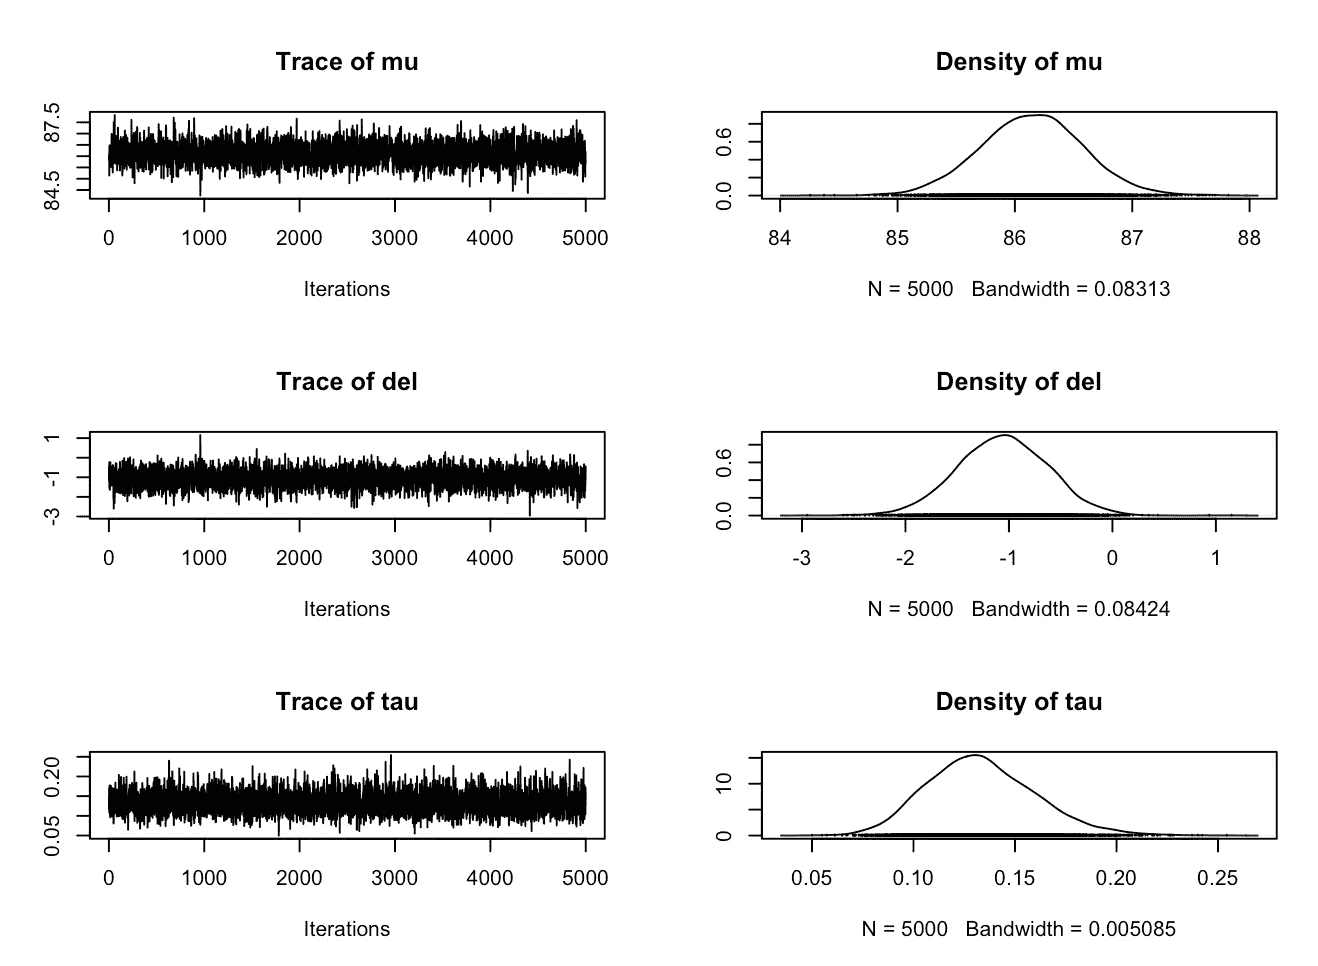 Trace of mu
87.5
84.5
0 1000 2000 3000 4000 5000
Iterations
Density of mu
0.6
0.0
84 85 86 87 88
N = 5000 Bandwidth = 0.08313
Trace of del
1
-1
-3
0 1000 2000 3000 4000 5000
Iterations
Density of del
0.6
0.0
-3 -2 -1 0 1
N = 5000 Bandwidth = 0.08424
Trace of tau
0.20
0.05
0 1000 2000 3000 4000 5000
Iterations
Density of tau
10
0
0.05 0.10 0.15 0.20 0.25
N = 5000 Bandwidth = 0.005085